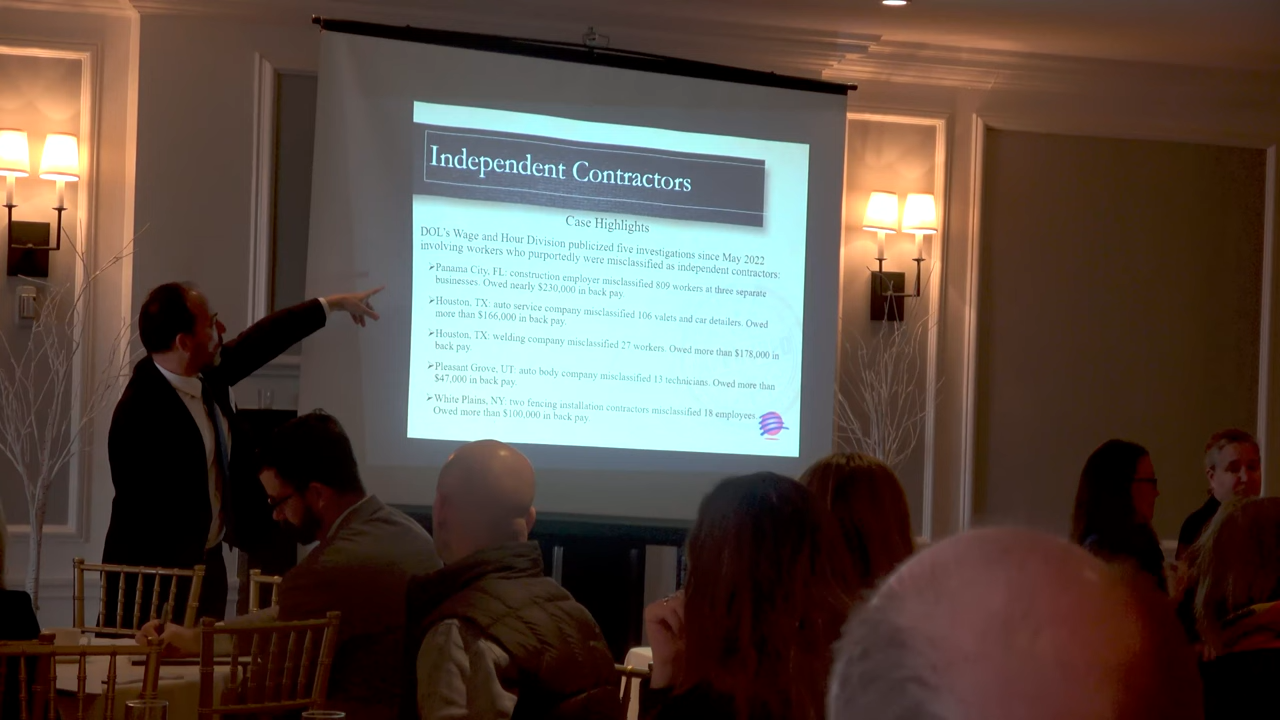 Independent Contractors
Case Highlights
DOL's Wage and Hour Division publicized five investigations since May 2022
involving workers who purportedly were misclassified as independent contractors:
➢Panama City, FL: construction employer misclassified 809 workers at three separate
businesses. Owed nearly $230,000 in back pay.
➢Houston, TX: auto service company misclassified 106 valets and car detailers. Owed
more than $166,000 in back pay.
➢Houston, TX: welding company misclassified 27 workers. Owed more than $178,000 in
back pay.
➢Pleasant Grove, UT: auto body company misclassified 13 technicians. Owed more than
$47,000 in back pay.
➢White Plains, NY: two fencing installation contractors misclassified 18 employees.
Owed more than $100,000 in back pay.